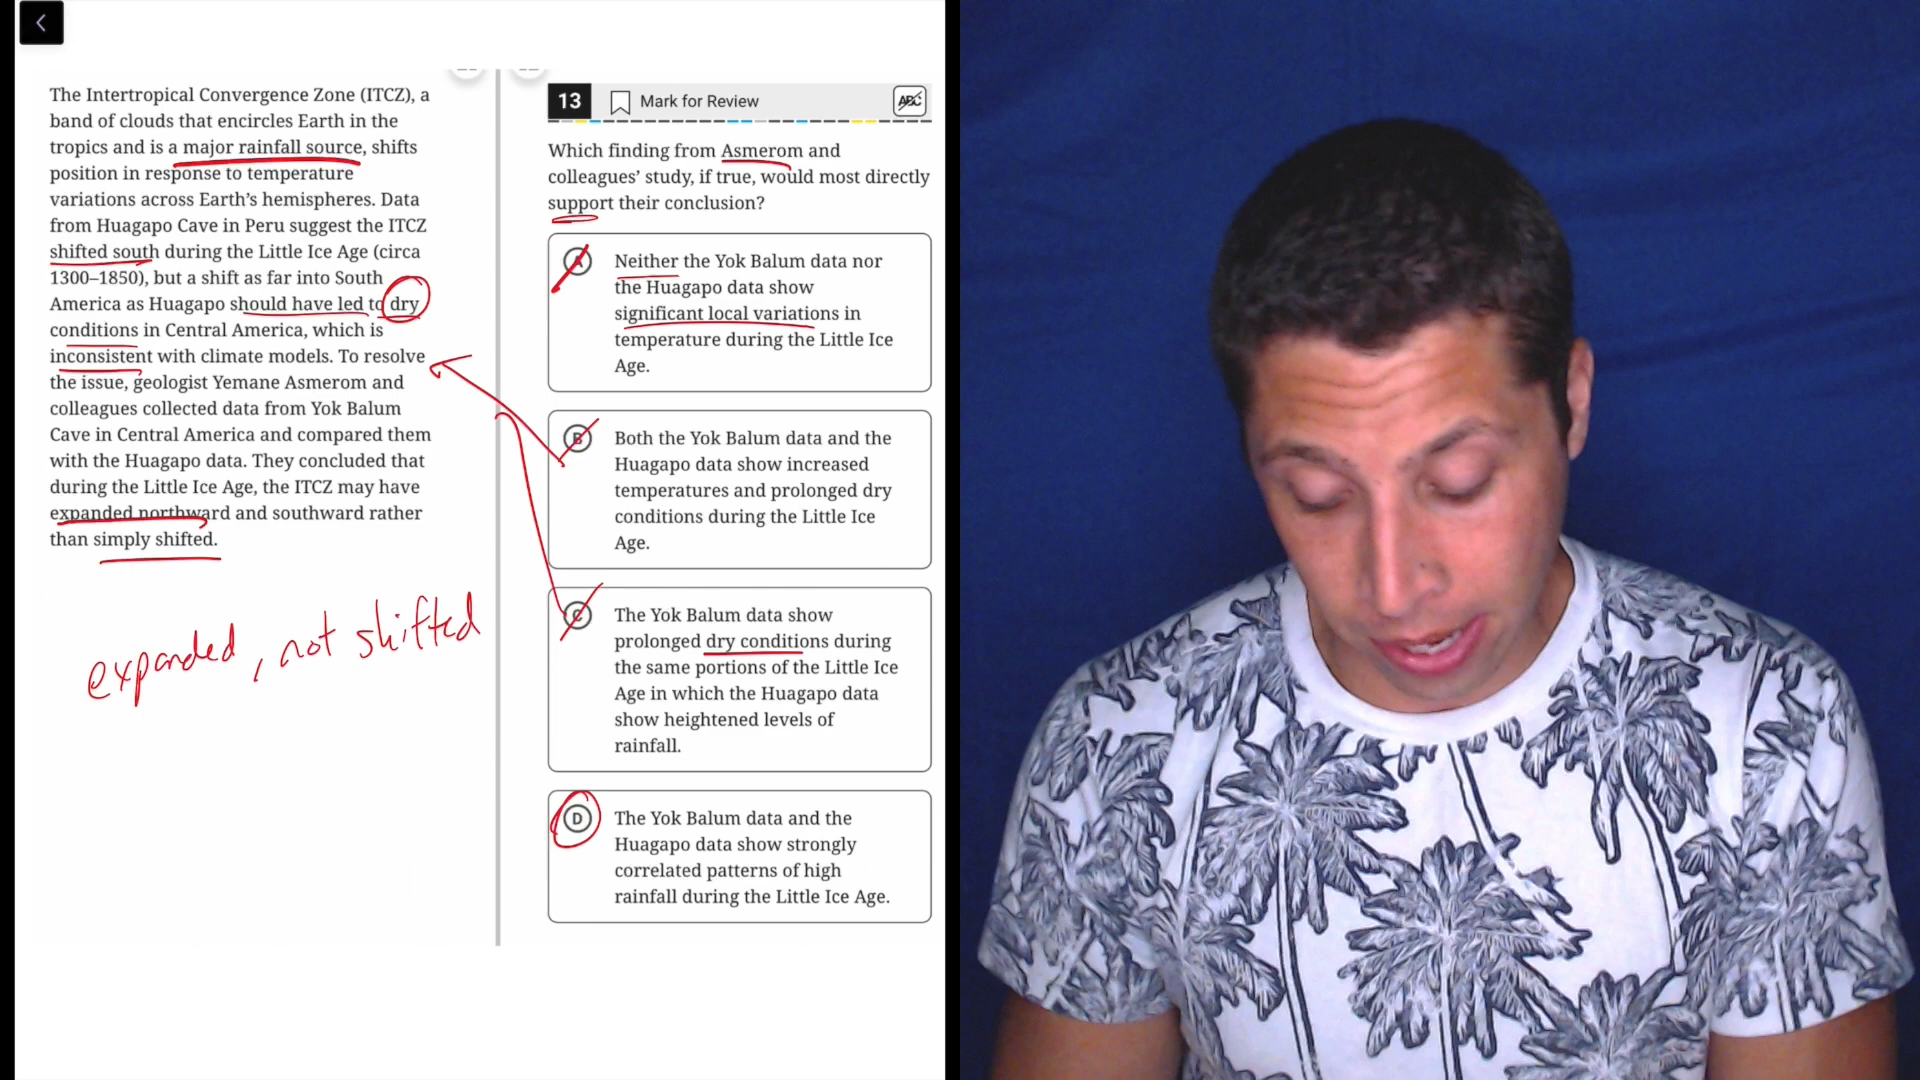 The Intertropical Convergence Zone (ITCZ), a
band of clouds that encircles Earth in the
tropics and is a major rainfall source, shifts
position in response to temperature
variations across Earth’s hemispheres. Data
from Huagapo Cave in Peru suggest the ITCZ
shifted south during the Little Ice Age (circa
1300–1850), but a shift as far into South
America as Huagapo should have led to dry
conditions in Central America, which is
inconsistent with climate models. To resolve
the issue, geologist Yemane Asmerom and
colleagues collected data from Yok Balum
Cave in Central America and compared them
with the Huagapo data. They concluded that
during the Little Ice Age, the ITCZ may have
expanded northward and southward rather
than simply shifted.
expanded, not shifted
13 Mark for Review ABC
Which finding from Asmerom and
colleagues’ study, if true, would most directly
support their conclusion?
A Neither the Yok Balum data nor
the Huagapo data show
significant local variations in
temperature during the Little Ice
Age.
B Both the Yok Balum data and the
Huagapo data show increased
temperatures and prolonged dry
conditions during the Little Ice
Age.
C The Yok Balum data show
prolonged dry conditions during
the same portions of the Little Ice
Age in which the Huagapo data
show heightened levels of
rainfall.
D The Yok Balum data and the
Huagapo data show strongly
correlated patterns of high
rainfall during the Little Ice Age.